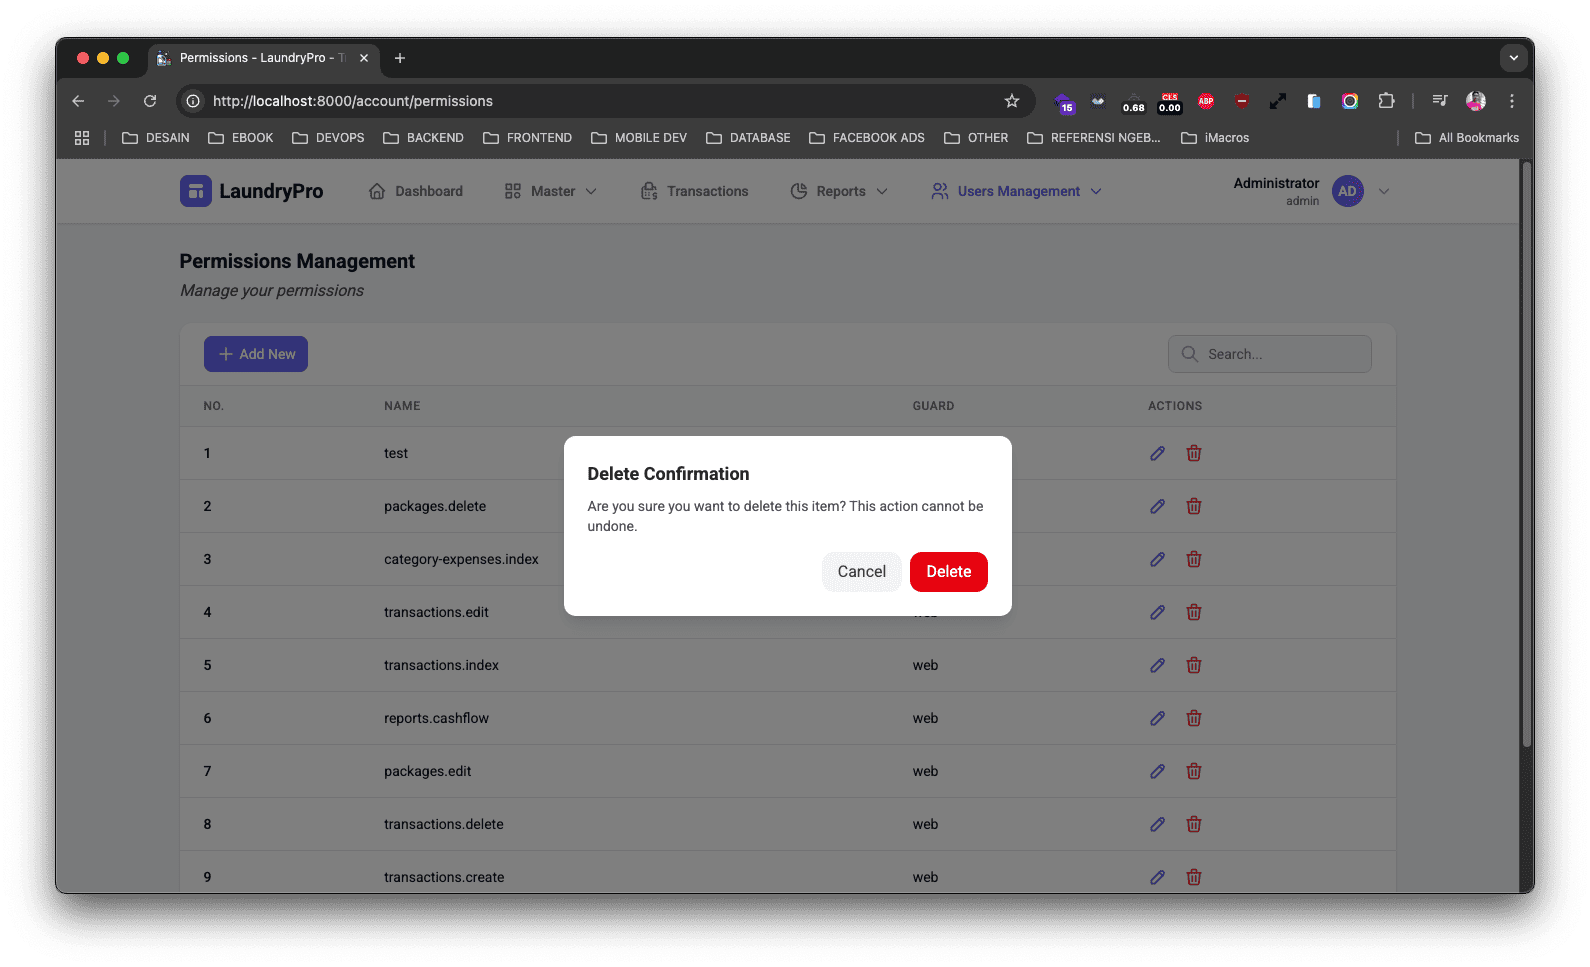 Permissions - LaundryPro - T
http://localhost:8000/account/permissions
15
0.68
CES
0.00
ABP
DESAIN
EBOOK
DEVOPS
BACKEND
FRONTEND
MOBILE DEV
DATABASE
FACEBOOK ADS
OTHER
REFERENSI NGEB...
iMacros
All Bookmarks
LaundryPro
Dashboard
Master
Transactions
Reports
Users Management
Administrator
admin
AD
Permissions Management
Manage your permissions
Add New
Search...
NO. NAME GUARD ACTIONS
1 test
2 packages.delete
3 category-expenses.index
Delete Confirmation
Are you sure you want to delete this item? This action cannot be
undone.
Cancel
Delete
4 transactions.edit
5 transactions.index web
6 reports.cashflow web
7 packages.edit web
8 transactions.delete web
9 transactions.create web